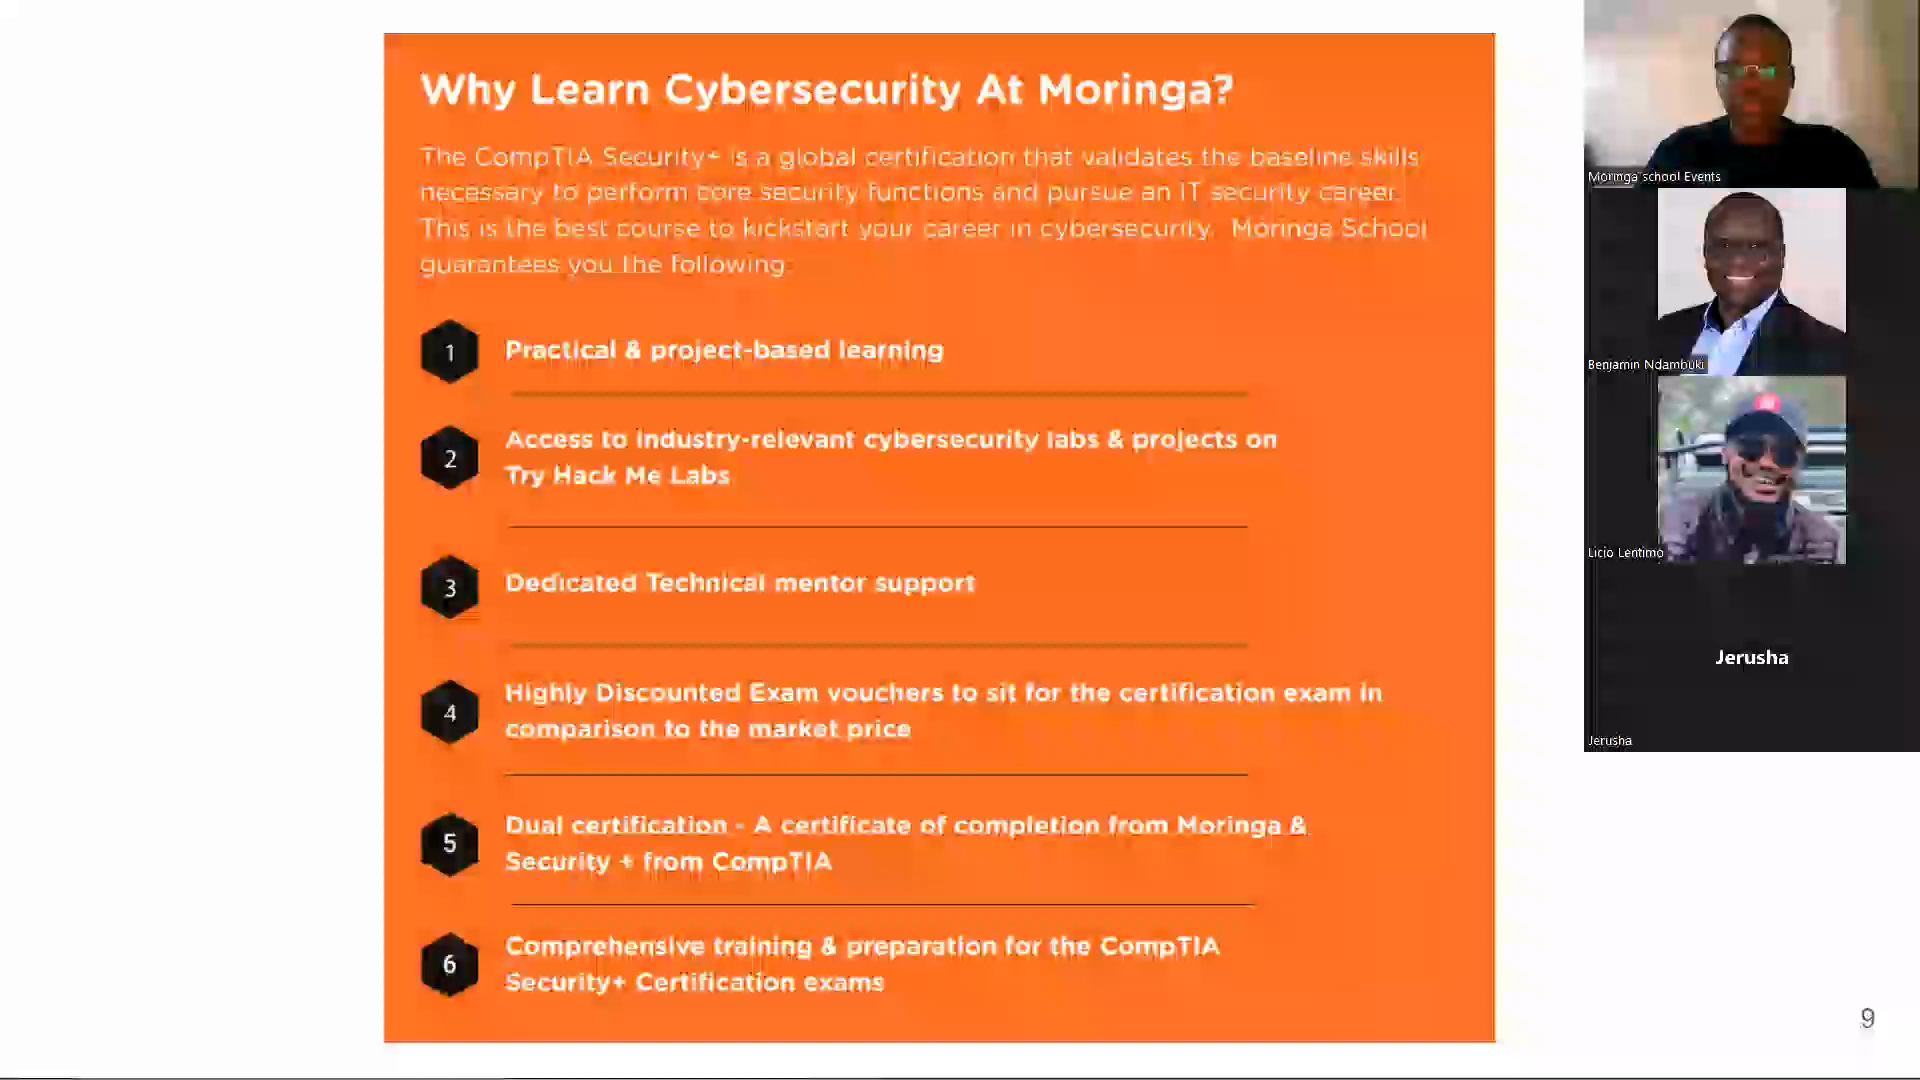 Why Learn Cybersecurity At Moringa?
The CompTIA Security+ is a global certification that validates the baseline skills
necessary to perform core security functions and pursue an IT security career.
This is the best course to kickstart your career in cybersecurity. Moringa School
guarantees you the following:
1 Practical & project-based learning
2 Access to industry-relevant cybersecurity labs & projects on
Try Hack Me Labs
3 Dedicated Technical mentor support
4 Highly Discounted Exam vouchers to sit for the certification exam in
comparison to the market price
5 Dual certification - A certificate of completion from Moringa &
Security + from CompTIA
6 Comprehensive training & preparation for the CompTIA
Security+ Certification exams
9
Moringa school Events
Benjamin Ndambuki
Licio Lentimo
Jerusha
Jerusha